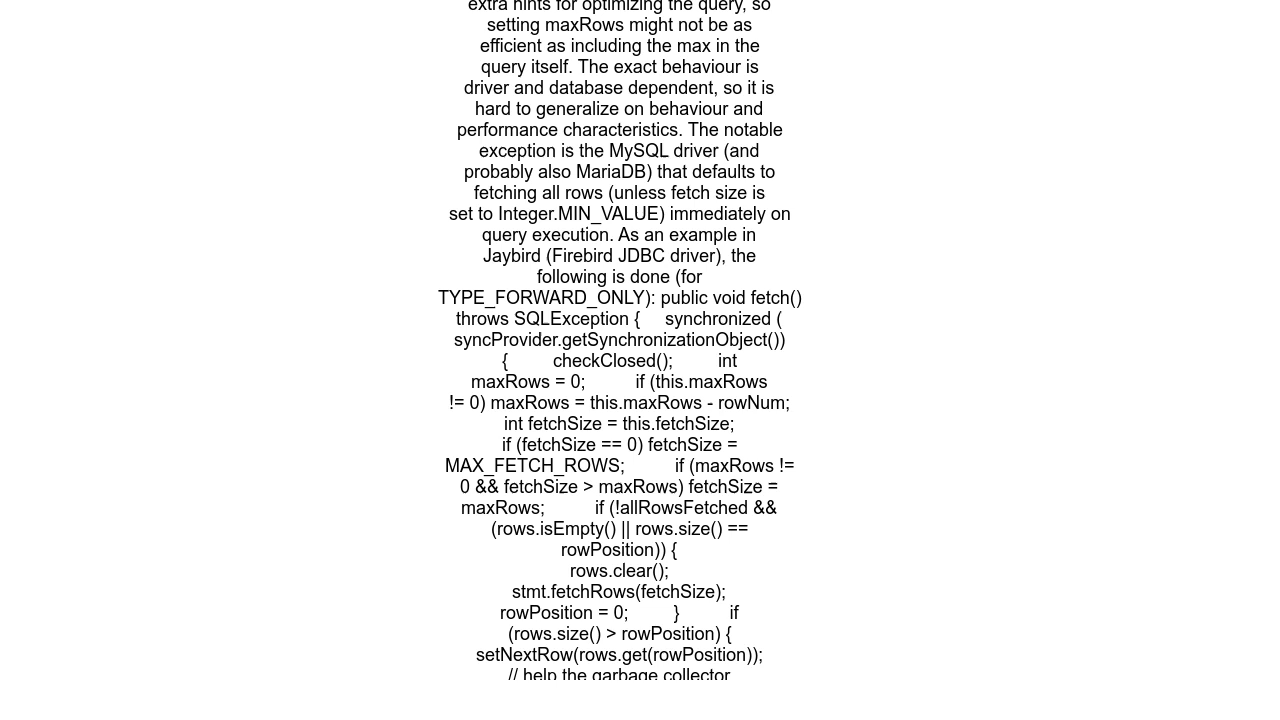 extra hints for optimizing the query, so
setting maxRows might not be as
efficient as including the max in the
query itself. The exact behaviour is
driver and database dependent, so it is
hard to generalize on behaviour and
performance characteristics. The notable
exception is the MySQL driver (and
probably also MariaDB) that defaults to
fetching all rows (unless fetch size is
set to Integer.MIN_VALUE) immediately on
query execution. As an example in
Jaybird (Firebird JDBC driver), the
following is done (for
TYPE_FORWARD_ONLY): public void fetch()
throws SQLException {     synchronized (
syncProvider.getSynchronizationObject())
{         checkClosed();         int
maxRows = 0;          if (this.maxRows
!= 0) maxRows = this.maxRows - rowNum;
int fetchSize = this.fetchSize;
if (fetchSize == 0) fetchSize =
MAX_FETCH_ROWS;          if (maxRows !=
0 && fetchSize > maxRows) fetchSize =
maxRows;          if (!allRowsFetched &&
(rows.isEmpty() || rows.size() ==
rowPosition)) {
rows.clear();
stmt.fetchRows(fetchSize);
rowPosition = 0;         }          if
(rows.size() > rowPosition) {
setNextRow(rows.get(rowPosition));
// help the garbage collector